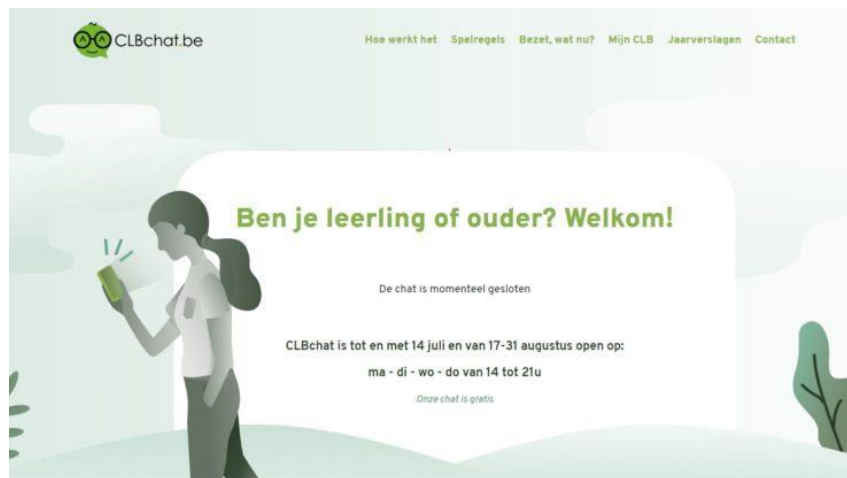 CLBchat.be
Hoe werkt het Spelregels Bezet, wat nu? Mijn CLB Jaarverslagen Contact
Ben je leerling of ouder? Welkom!
De chat is momenteel gesloten
CLBchat is tot en met 14 juli en van 17-31 augustus open op:
ma - di - wo - do van 14 tot 21u
Onze chat is gratis